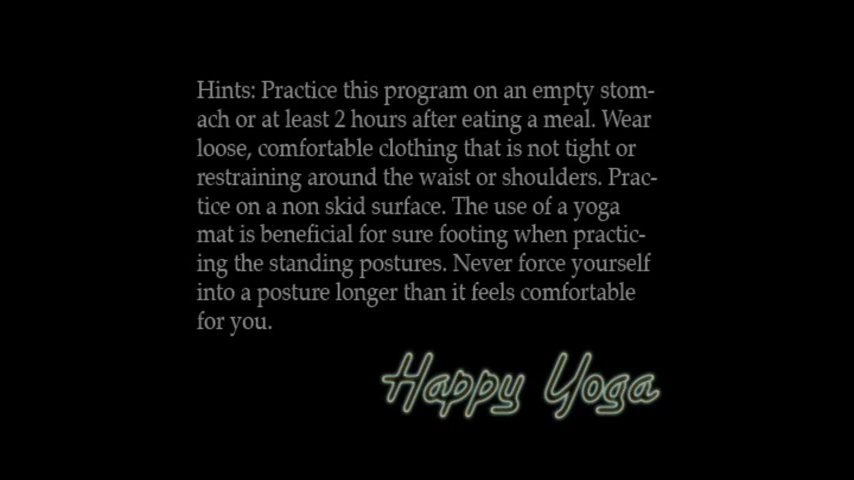 Hints: Practice this program on an empty stom-
ach or at least 2 hours after eating a meal. Wear
loose, comfortable clothing that is not tight or
restraining around the waist or shoulders. Prac-
tice on a non skid surface. The use of a yoga
mat is beneficial for sure footing when practic-
ing the standing postures. Never force yourself
into a posture longer than it feels comfortable
for you.
Happy Yoga